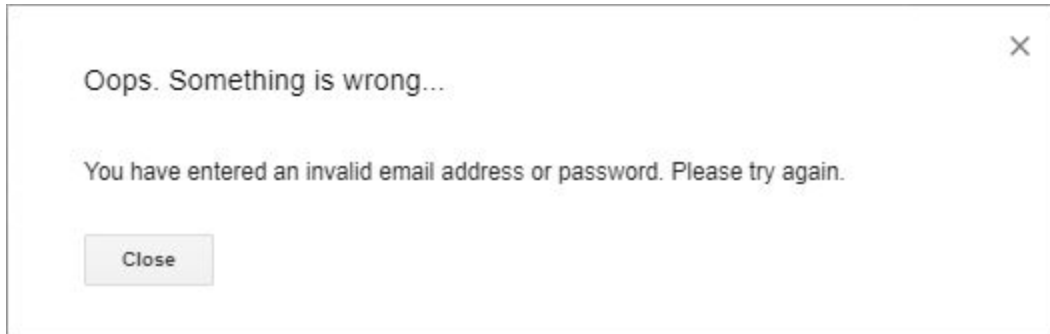 Oops. Something is wrong...
You have entered an invalid email address or password. Please try again.
Close